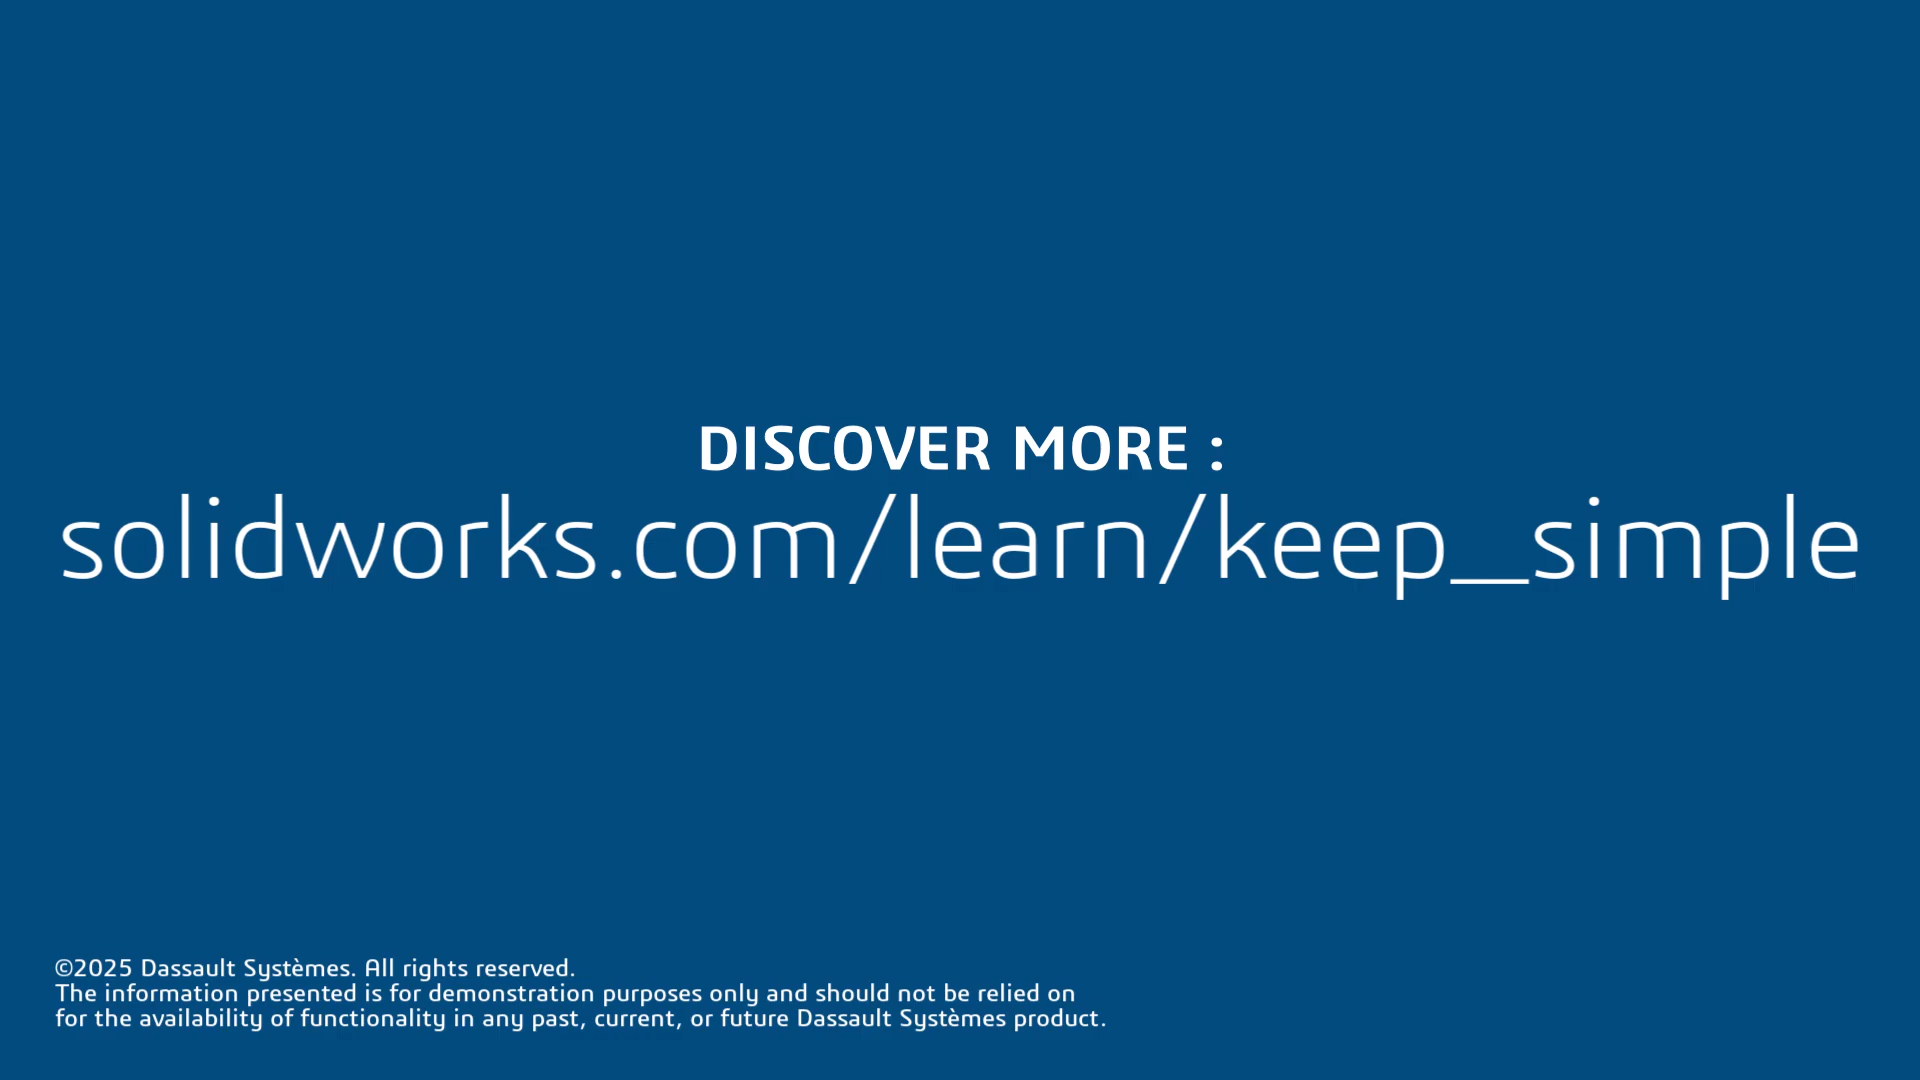 DISCOVER MORE :
solidworks.com/learn/keep_simple
©2025 Dassault Systèmes. All rights reserved.
The information presented is for demonstration purposes only and should not be relied on
for the availability of functionality in any past, current, or future Dassault Systèmes product.